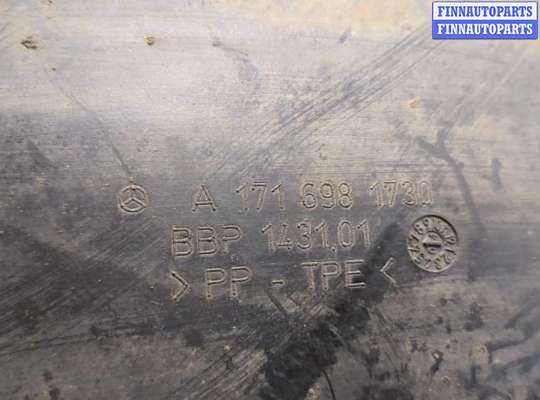 FINNAUTOPARTS
FINNAUTOPARTS
A 171 698 1730
BBP 1431.01
> PP - TPE <